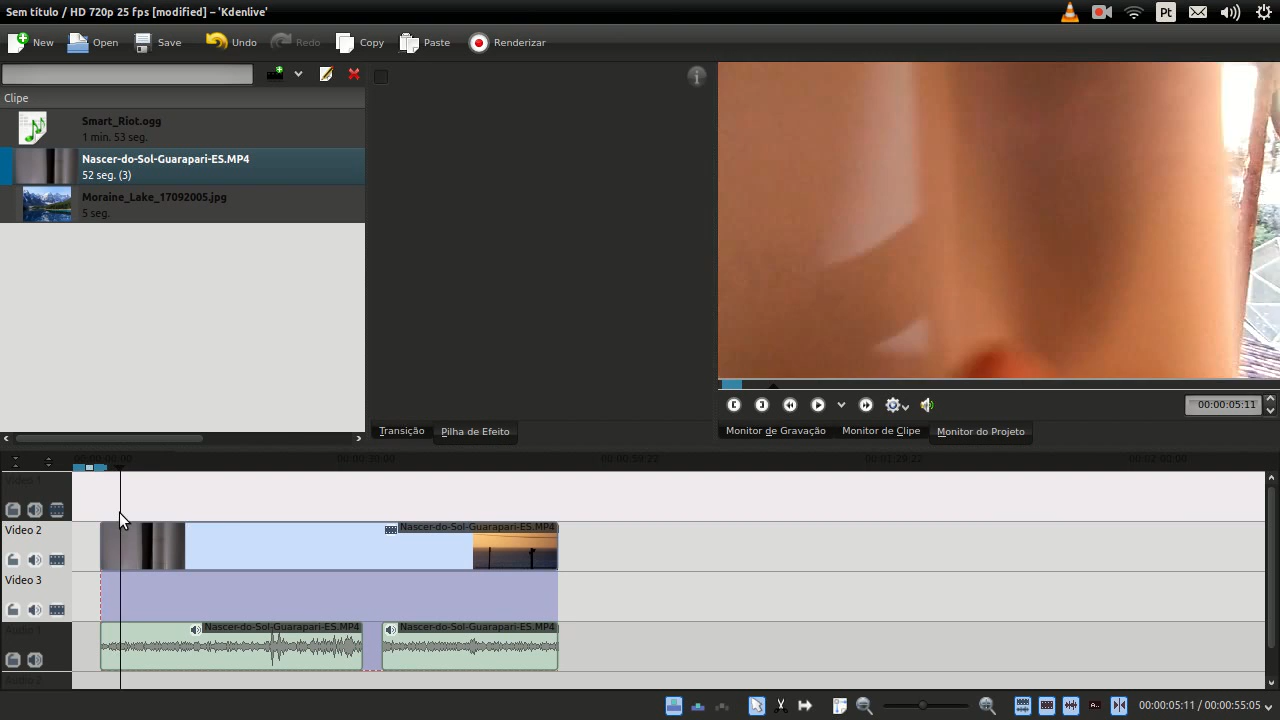 Sem título / HD 720p 25 fps [modified] – 'Kdenlive'
Pt
New Open Save Undo Redo Copy Paste Renderizar
Clipe
Smart_Riot.ogg
1 min. 53 seg.
Nascer-do-Sol-Guarapari-ES.MP4
52 seg. (3)
Moraine_Lake_17092005.jpg
5 seg.
00:00:05:11
Transição Pilha de Efeito
Monitor de Gravação Monitor de Clipe Monitor do Projeto
00:00:00:00 00:00:30:00 00:00:59:22 00:01:29:22 00:02:00:00
Video 1
Video 2
Nascer-do-Sol-Guarapari-ES.MP4
Video 3
Audio 1
Nascer-do-Sol-Guarapari-ES.MP4 Nascer-do-Sol-Guarapari-ES.MP4
Audio 2
00:00:05:11 / 00:00:55:05